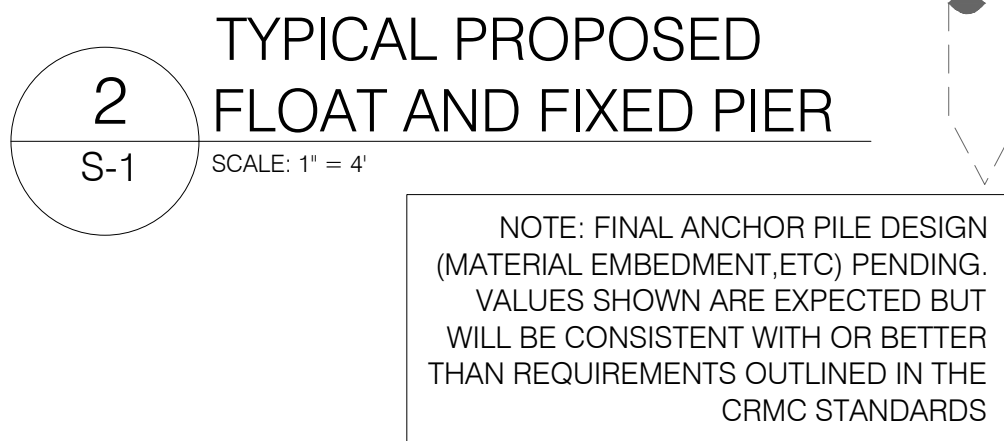 TYPICAL PROPOSED
FLOAT AND FIXED PIER
2
S-1
SCALE: 1" = 4'
NOTE: FINAL ANCHOR PILE DESIGN
(MATERIAL EMBEDMENT,ETC) PENDING.
VALUES SHOWN ARE EXPECTED BUT
WILL BE CONSISTENT WITH OR BETTER
THAN REQUIREMENTS OUTLINED IN THE
CRMC STANDARDS